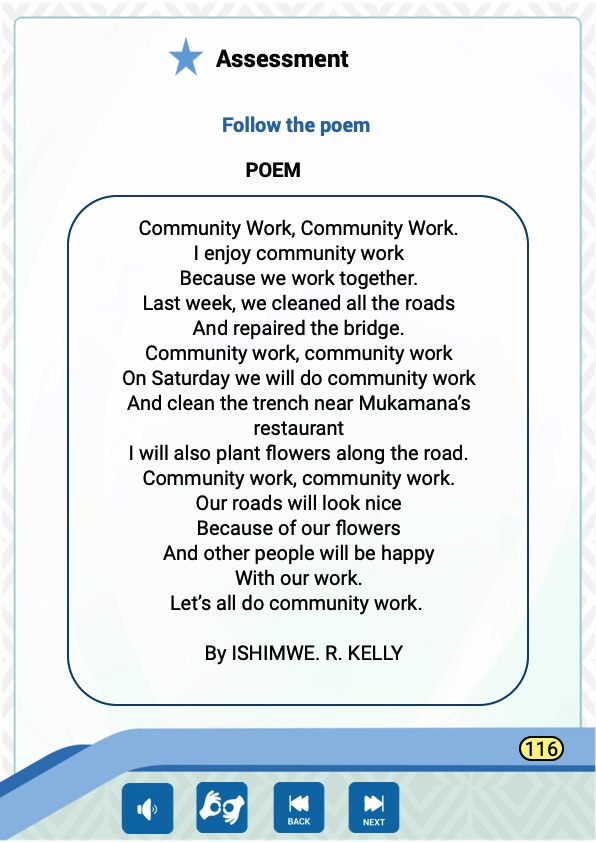 Assessment
Follow the poem
POEM
Community Work, Community Work.
I enjoy community work
Because we work together.
Last week, we cleaned all the roads
And repaired the bridge.
Community work, community work
On Saturday we will do community work
And clean the trench near Mukamana’s
restaurant
I will also plant flowers along the road.
Community work, community work.
Our roads will look nice
Because of our flowers
And other people will be happy
With our work.
Let’s all do community work.
By ISHIMWE. R. KELLY
116
BACK
NEXT